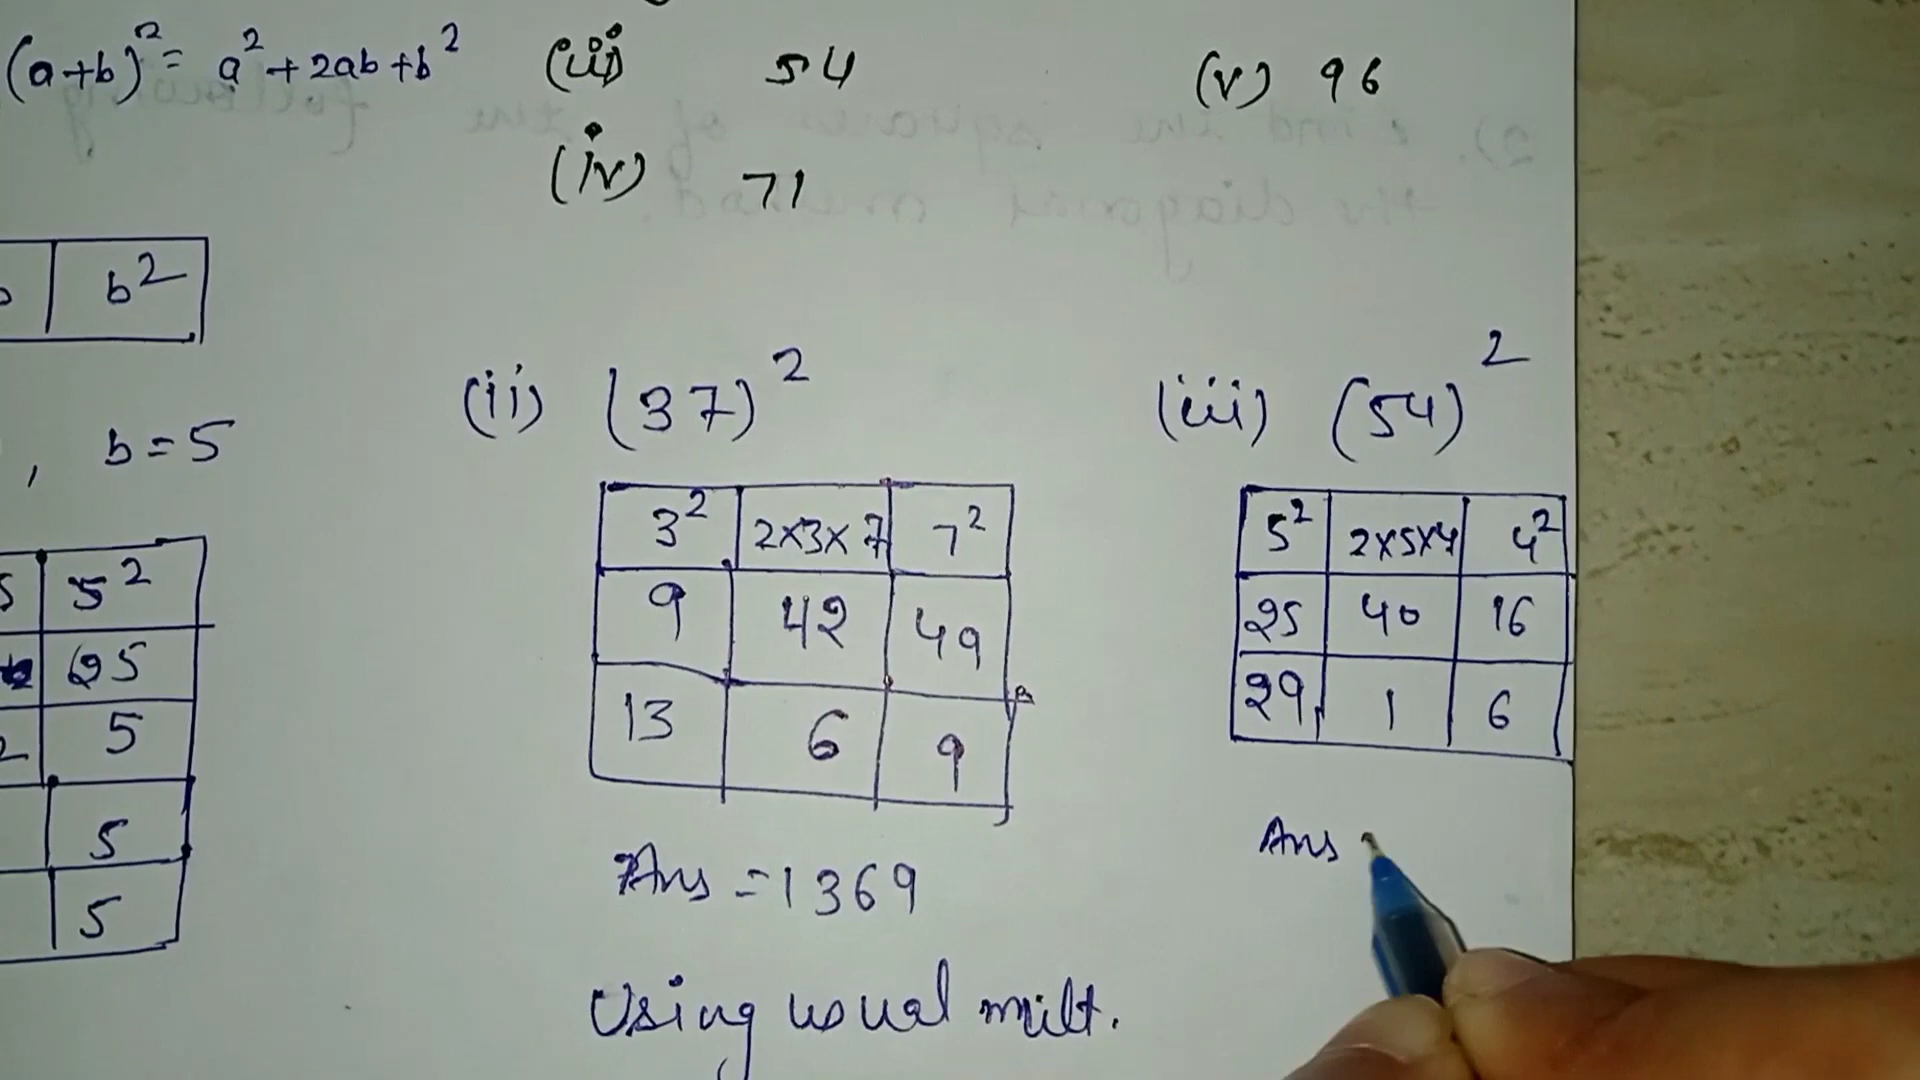 (a+b)² = a² + 2ab + b²
(iii) 54
(v) 96
(iv) 71
b²
, b = 5
5²
25
5
5
5
(ii) (37)²
3² 2×3×7 7²
9 42 49
13 6 9
Ans = 1369
Using usual mult.
(iii) (54)²
5² 2×5×4 4²
25 40 16
29 1 6
Ans